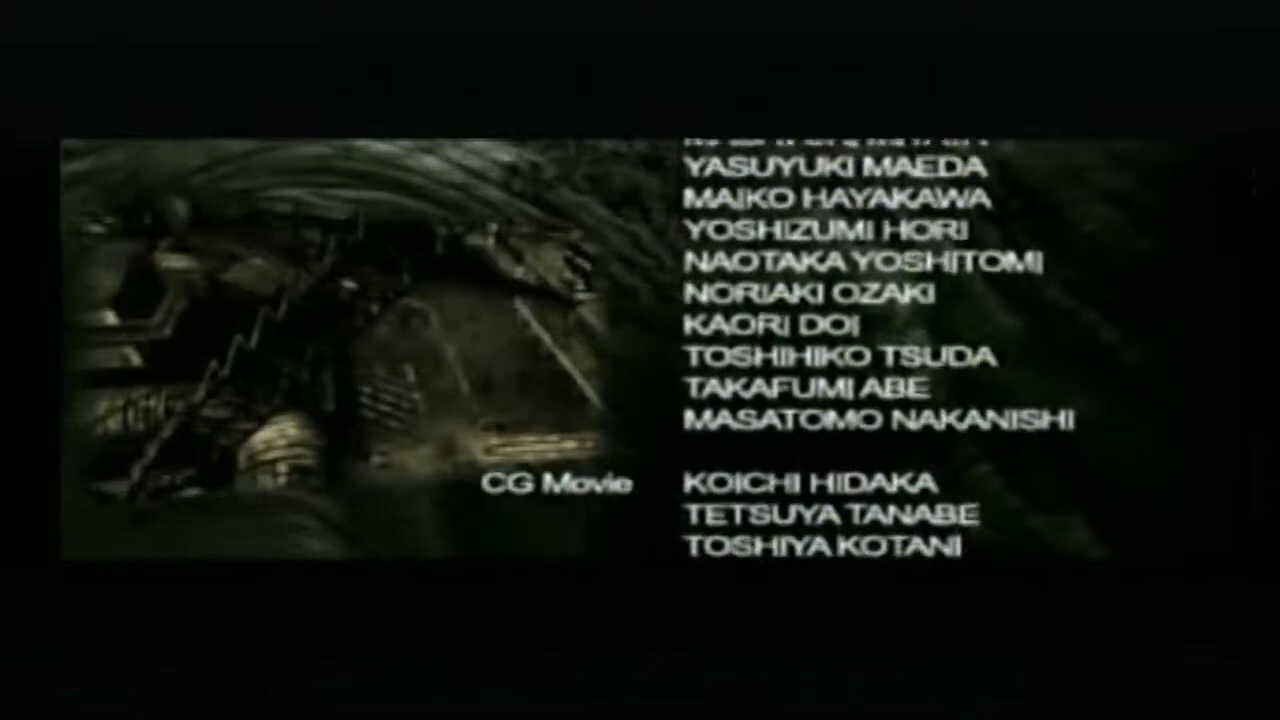 YASUYUKI MAEDA
MAIKO HAYAKAWA
YOSHIZUMI HORI
NAOTAKA YOSHITOMI
NORIAKI OZAKI
KAORI DOI
TOSHIHIKO TSUDA
TAKAFUMI ABE
MASATOMO NAKANISHI
CG Movie KOICHI HIDAKA
TETSUYA TANABE
TOSHIYA KOTANI